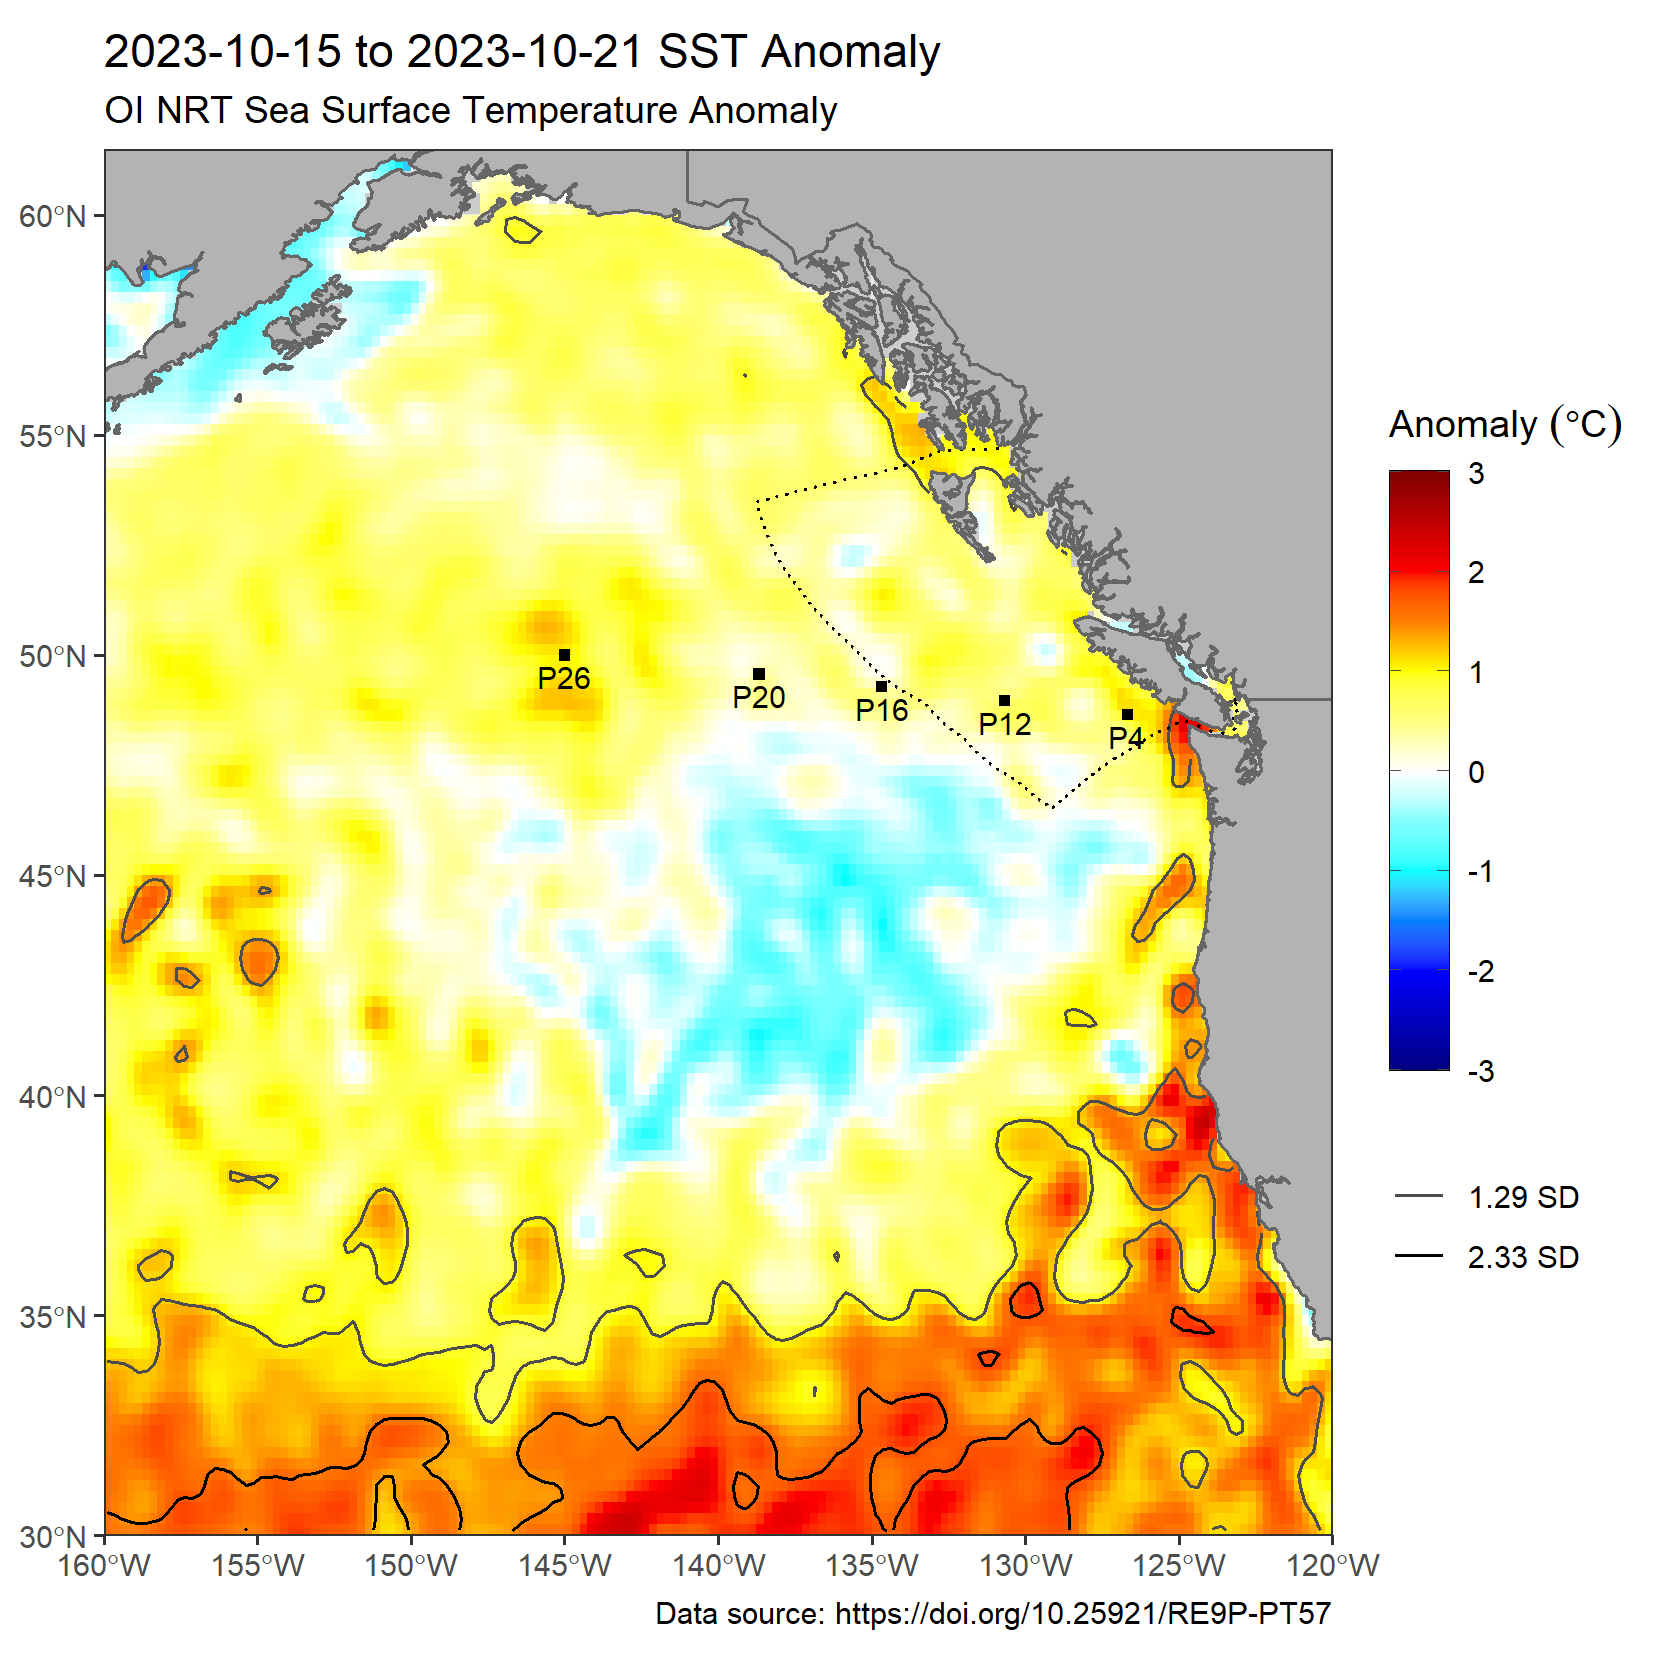 2023-10-15 to 2023-10-21 SST Anomaly
OI NRT Sea Surface Temperature Anomaly
60°N
55°N
50°N
45°N
40°N
35°N
30°N
P26
P20
P16
P12
P4
160°W
155°W
150°W
145°W
140°W
135°W
130°W
125°W
120°W
Anomaly (°C)
3
2
1
0
-1
-2
-3
1.29 SD
2.33 SD
Data source: https://doi.org/10.25921/RE9P-PT57